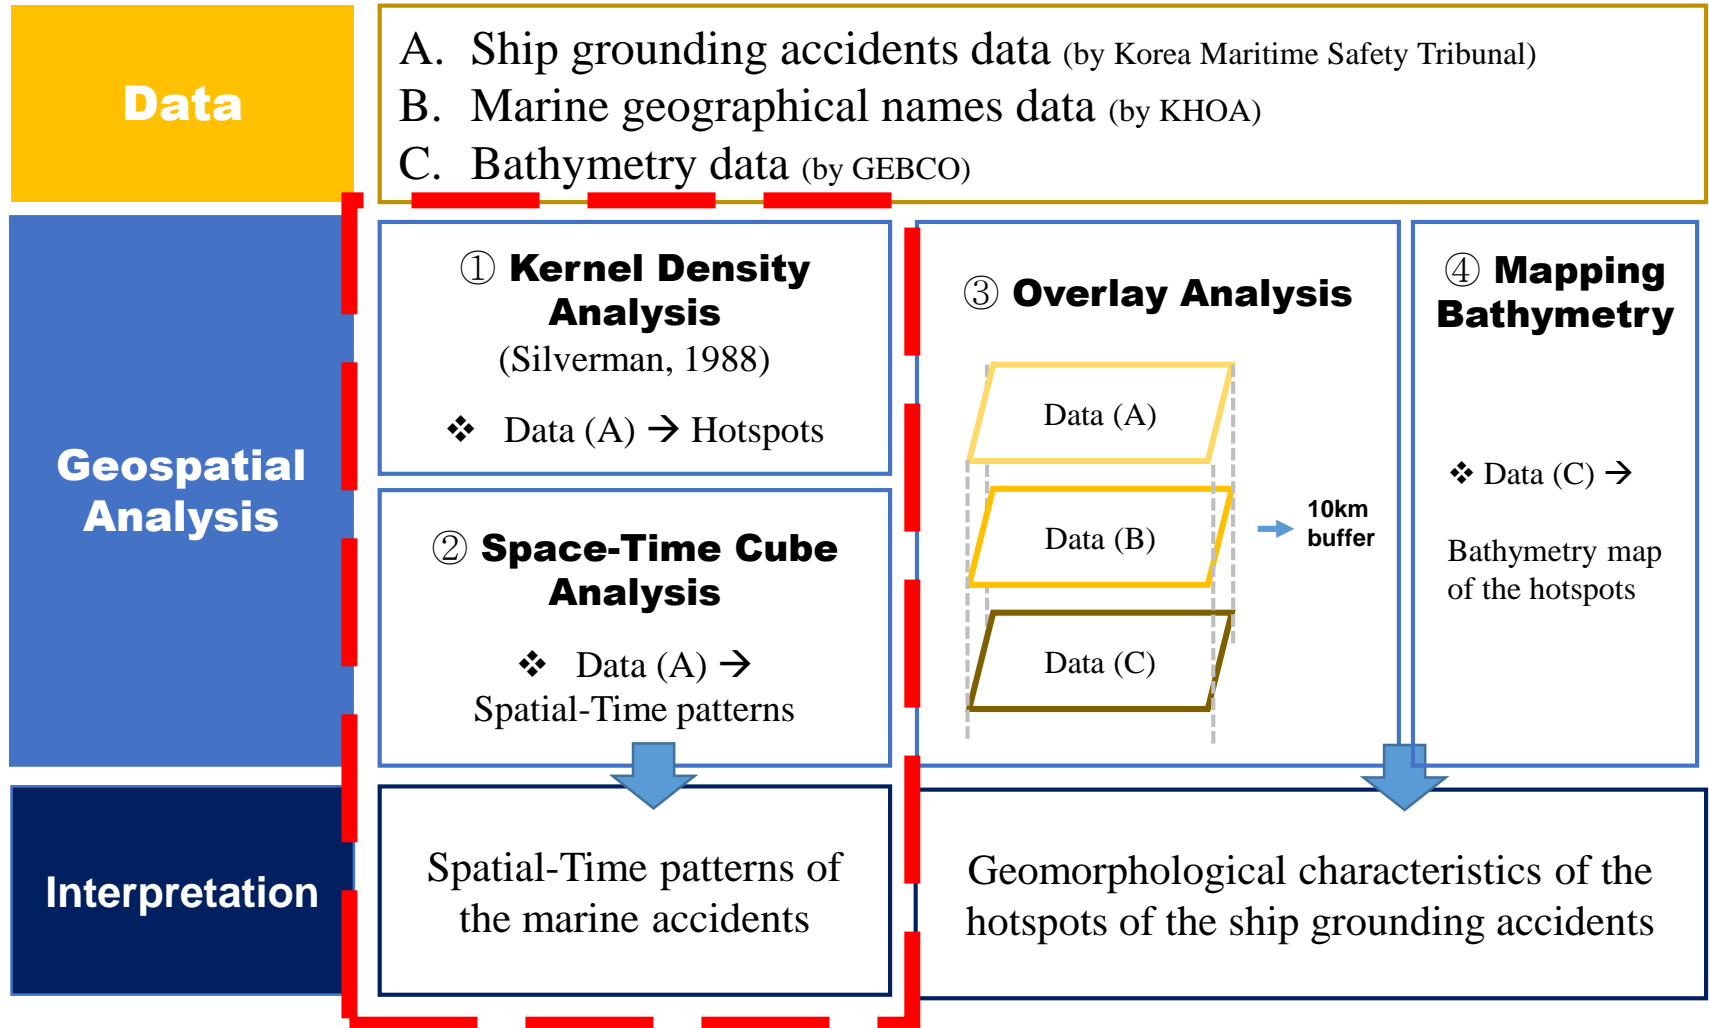 Data
A. Ship grounding accidents data (by Korea Maritime Safety Tribunal)
B. Marine geographical names data (by KHOA)
C. Bathymetry data (by GEBCO)
Geospatial
Analysis
① Kernel Density
Analysis
(Silverman, 1988)
❖ Data (A) → Hotspots
② Space-Time Cube
Analysis
❖ Data (A) →
Spatial-Time patterns
③ Overlay Analysis
Data (A)
Data (B)
Data (C)
10km
buffer
④ Mapping
Bathymetry
❖ Data (C) →
Bathymetry map
of the hotspots
Interpretation
Spatial-Time patterns of
the marine accidents
Geomorphological characteristics of the
hotspots of the ship grounding accidents